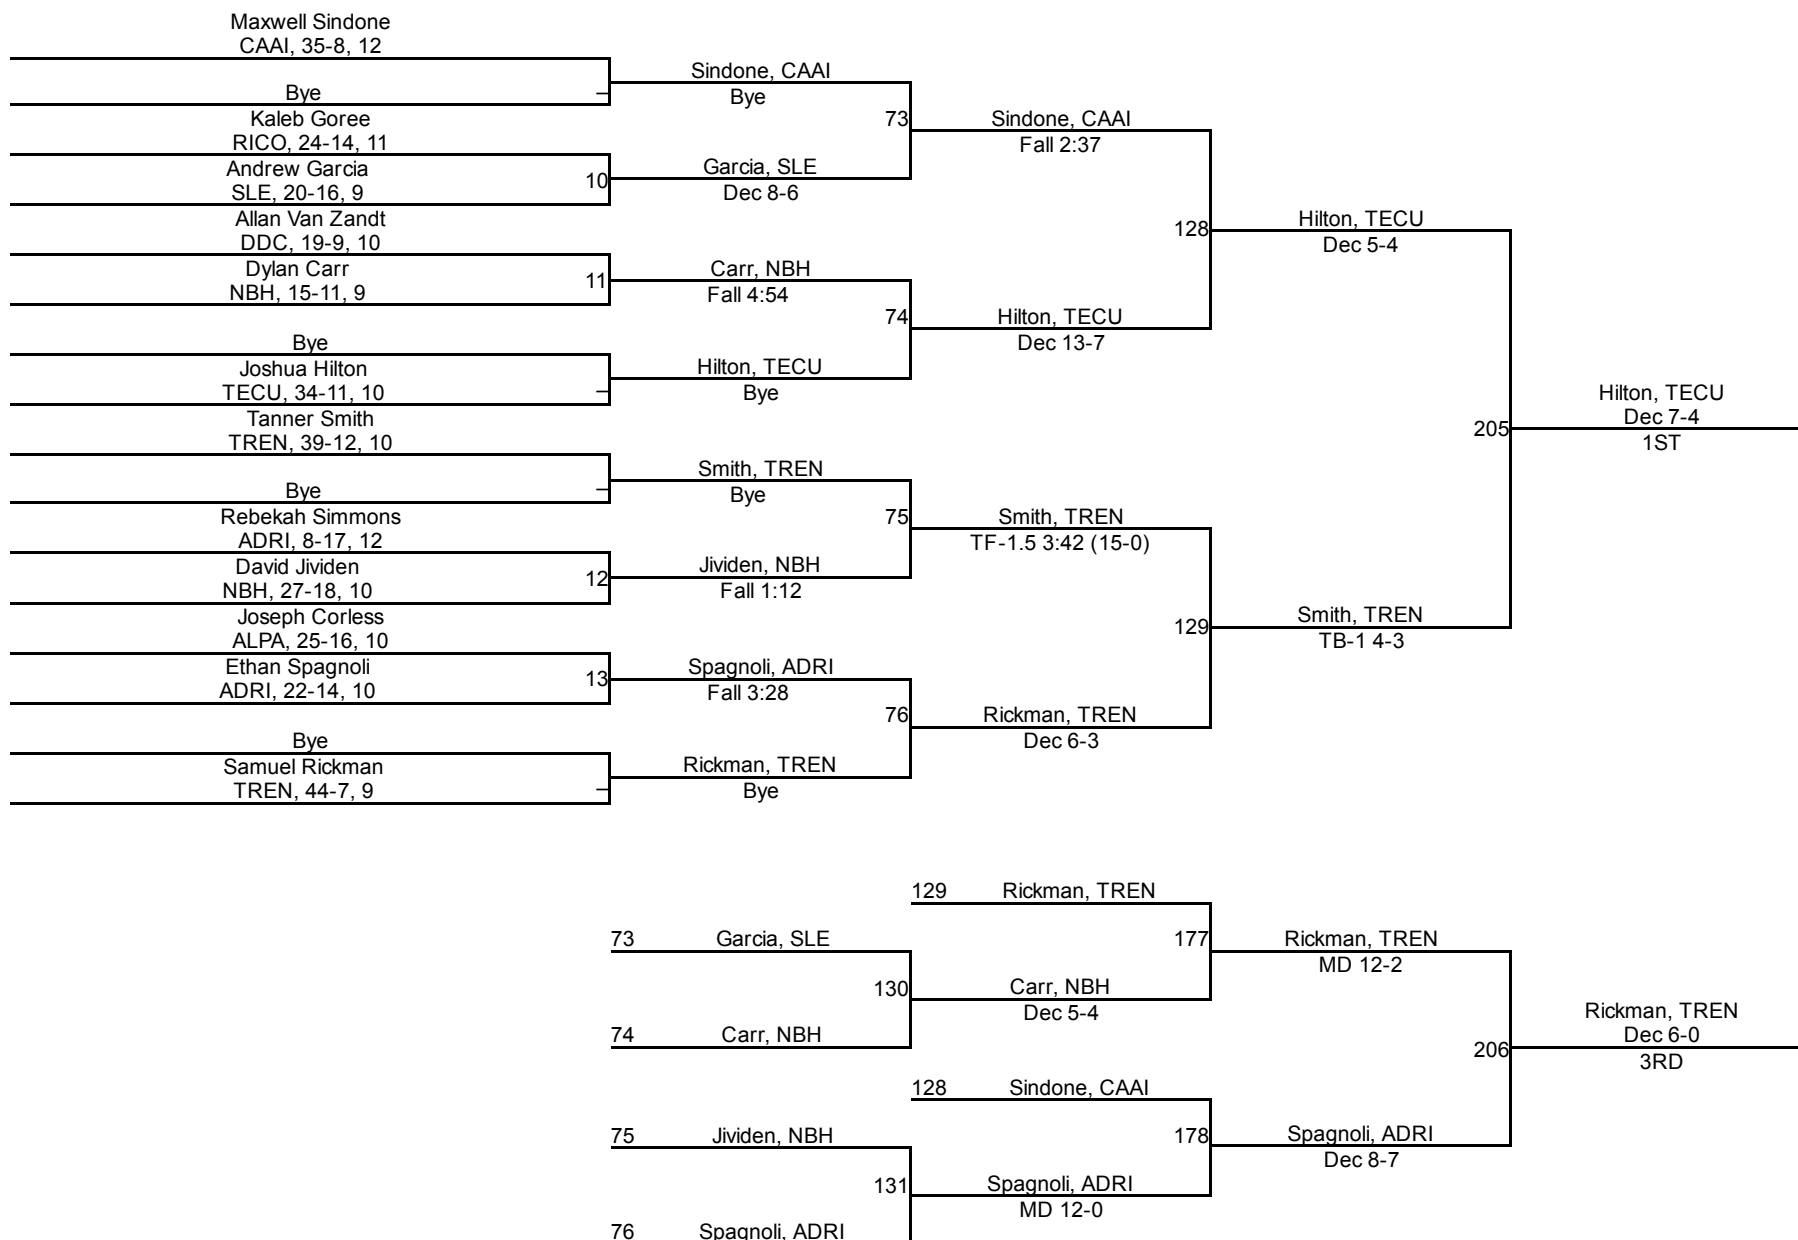 Maxwell Sindone
CAAI, 35-8, 12
Bye
Kaleb Goree
RICO, 24-14, 11
Andrew Garcia
SLE, 20-16, 9
10
Allan Van Zandt
DDC, 19-9, 10
Dylan Carr
NBH, 15-11, 9
11
Bye
Joshua Hilton
TECU, 34-11, 10
Tanner Smith
TREN, 39-12, 10
Bye
Rebekah Simmons
ADRI, 8-17, 12
David Jividen
NBH, 27-18, 10
12
Joseph Corless
ALPA, 25-16, 10
Ethan Spagnoli
ADRI, 22-14, 10
13
Bye
Samuel Rickman
TREN, 44-7, 9
Sindone, CAAI
Bye
73
Garcia, SLE
Dec 8-6
Carr, NBH
Fall 4:54
74
Hilton, TECU
Bye
Smith, TREN
Bye
75
Jividen, NBH
Fall 1:12
Spagnoli, ADRI
Fall 3:28
76
Rickman, TREN
Bye
Sindone, CAAI
Fall 2:37
128
Hilton, TECU
Dec 13-7
Smith, TREN
TF-1.5 3:42 (15-0)
129
Rickman, TREN
Dec 6-3
Hilton, TECU
Dec 5-4
205
Smith, TREN
TB-1 4-3
Hilton, TECU
Dec 7-4
1ST
129 Rickman, TREN
73 Garcia, SLE
177
130
Carr, NBH
Dec 5-4
74 Carr, NBH
128 Sindone, CAAI
75 Jividen, NBH
178
131
Spagnoli, ADRI
MD 12-0
76 Spagnoli, ADRI
Rickman, TREN
MD 12-2
206
Spagnoli, ADRI
Dec 8-7
Rickman, TREN
Dec 6-0
3RD